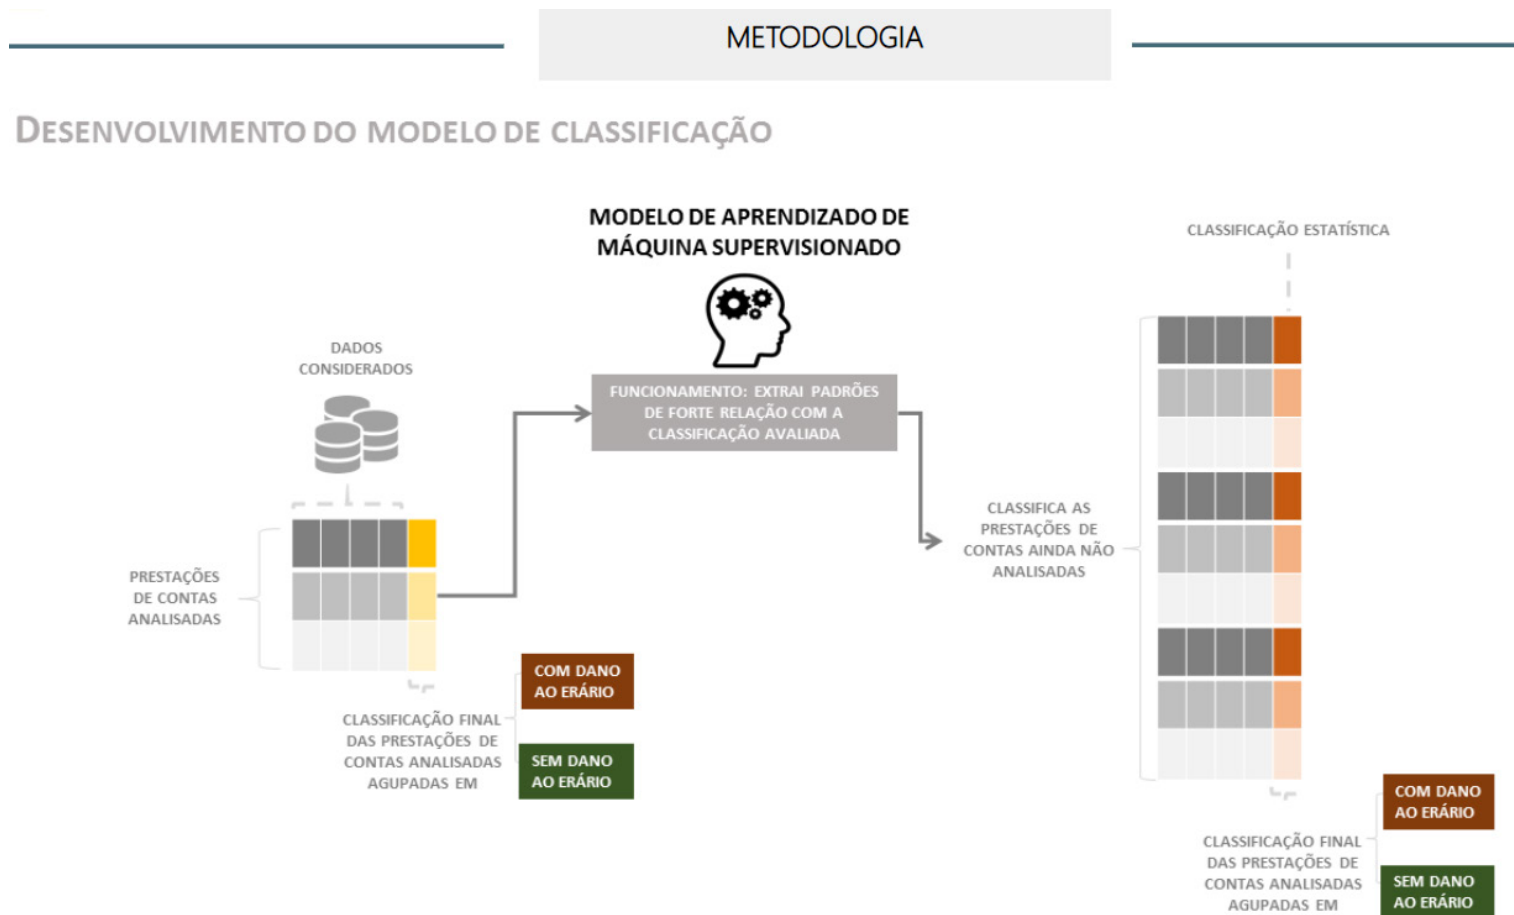 METODOLOGIA
DESENVOLVIMENTO DO MODELO DE CLASSIFICAÇÃO
MODELO DE APRENDIZADO DE
MÁQUINA SUPERVISIONADO
CLASSIFICAÇÃO ESTATÍSTICA
DADOS
CONSIDERADOS
FUNCIONAMENTO: EXTRAI PADRÕES
DE FORTE RELAÇÃO COM A
CLASSIFICAÇÃO AVALIADA
PRESTAÇÕES
DE CONTAS
ANALISADAS
CLASSIFICA AS
PRESTAÇÕES DE
CONTAS AINDA NÃO
ANALISADAS
CLASSIFICAÇÃO FINAL
DAS PRESTAÇÕES DE
CONTAS ANALISADAS
AGUPADAS EM
COM DANO
AO ERÁRIO
SEM DANO
AO ERÁRIO
CLASSIFICAÇÃO FINAL
DAS PRESTAÇÕES DE
CONTAS ANALISADAS
AGUPADAS EM
COM DANO
AO ERÁRIO
SEM DANO
AO ERÁRIO